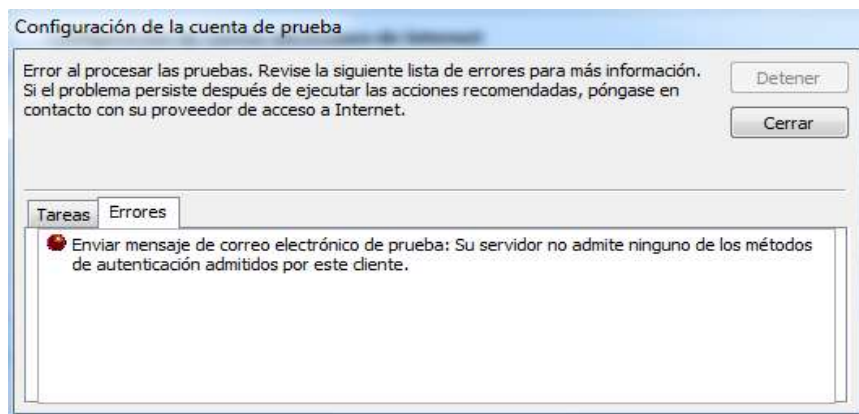 Configuración de la cuenta de prueba
Error al procesar las pruebas. Revise la siguiente lista de errores para más información.
Si el problema persiste después de ejecutar las acciones recomendadas, póngase en
contacto con su proveedor de acceso a Internet.
Detener
Cerrar
Tareas
Errores
Enviar mensaje de correo electrónico de prueba: Su servidor no admite ninguno de los métodos
de autenticación admitidos por este cliente.